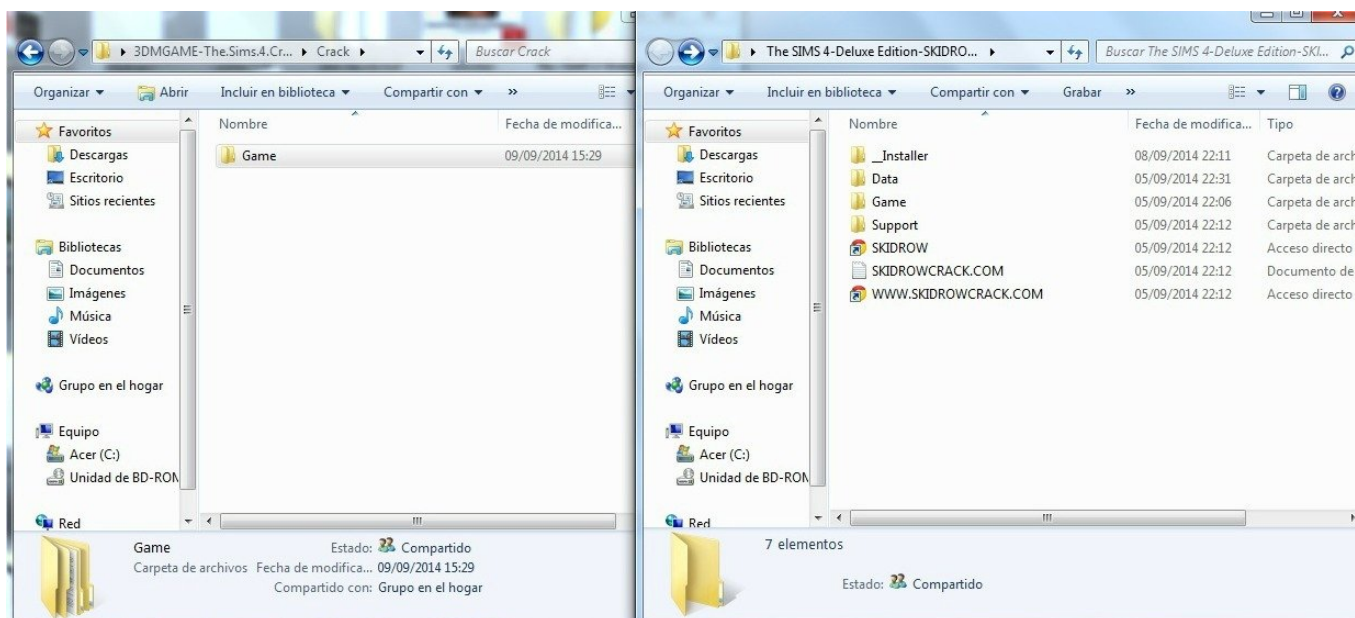 3DMGAME-The.Sims.4.Cr... Crack
Buscar Crack
Organizar
Abrir
Incluir en biblioteca
Compartir con
»
Favoritos
Descargas
Escritorio
Sitios recientes
Bibliotecas
Documentos
Imágenes
Música
Vídeos
Grupo en el hogar
Equipo
Acer (C:)
Unidad de BD-RON
Red
Nombre
Fecha de modifica...
Game
09/09/2014 15:29
Game
Estado: Compartido
Carpeta de archivos Fecha de modifica... 09/09/2014 15:29
Compartido con: Grupo en el hogar
The SIMS 4-Deluxe Edition-SKIDRO...
Buscar The SIMS 4-Deluxe Edition-SKI...
Organizar
Incluir en biblioteca
Compartir con
Grabar
»
Favoritos
Descargas
Escritorio
Sitios recientes
Bibliotecas
Documentos
Imágenes
Música
Vídeos
Grupo en el hogar
Equipo
Acer (C:)
Unidad de BD-RON
Red
Nombre Fecha de modifica... Tipo
__Installer 08/09/2014 22:11 Carpeta de arch
Data 05/09/2014 22:31 Carpeta de arch
Game 05/09/2014 22:06 Carpeta de arch
Support 05/09/2014 22:12 Carpeta de arch
SKIDROW 05/09/2014 22:12 Acceso directo
SKIDROWCRACK.COM 05/09/2014 22:12 Documento de
WWW.SKIDROWCRACK.COM 05/09/2014 22:12 Acceso directo
7 elementos
Estado: Compartido